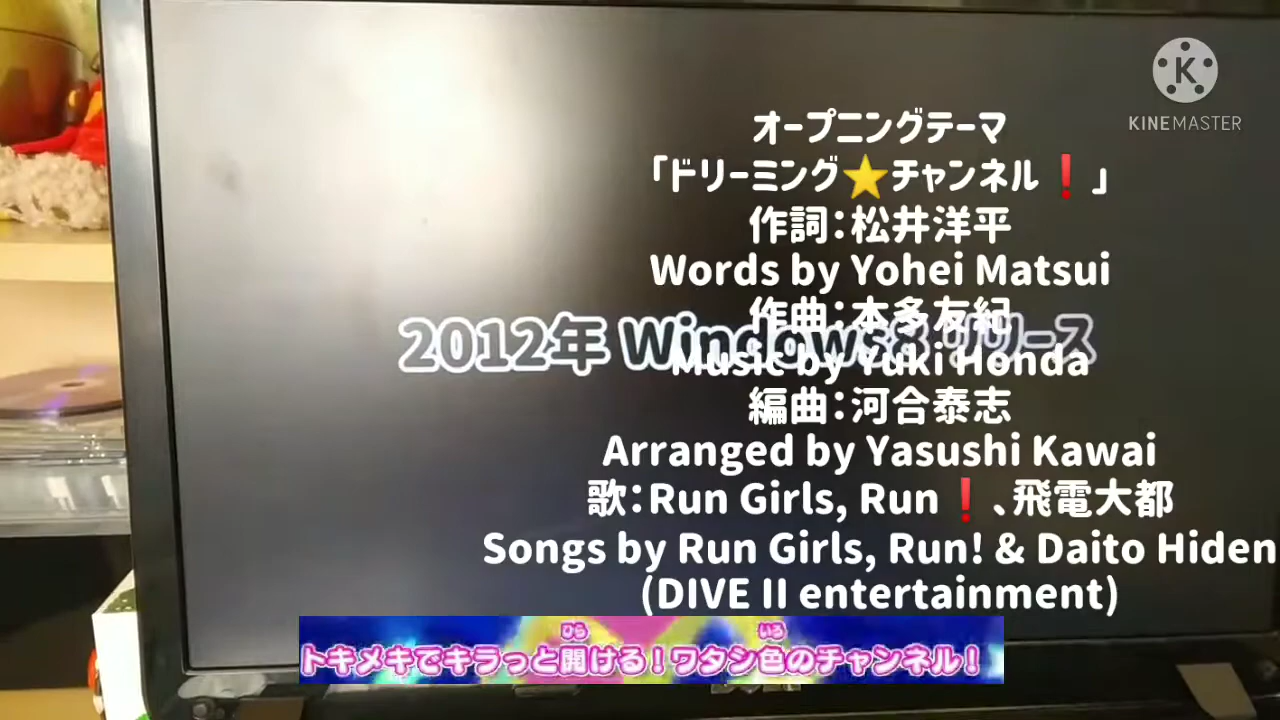 KINEMASTER
オープニングテーマ
「ドリーミング⭐チャンネル❗」
作詞:松井洋平
Words by Yohei Matsui
作曲:本多友紀
2012年 Windows8 リリース
Music by Yuki Honda
編曲:河合泰志
Arranged by Yasushi Kawai
歌:Run Girls, Run❗、飛電大都
Songs by Run Girls, Run! & Daito Hiden
(DIVE II entertainment)
トキメキでキラっと開ける!ワタシ色のチャンネル!
ひら いろ